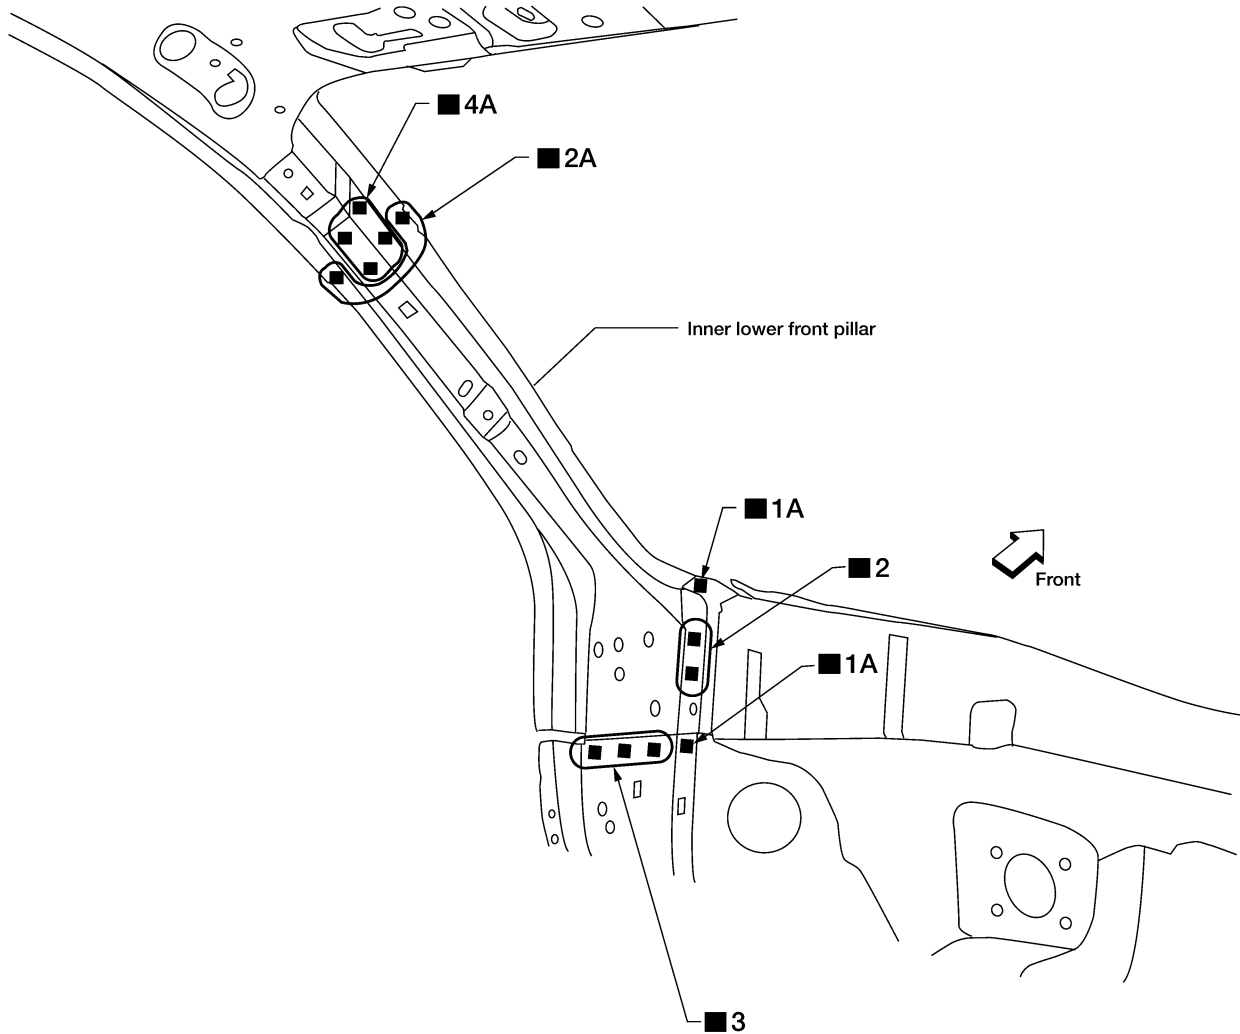 ■4A
■2A
Inner lower front pillar
■1A
■2
Front
■1A
■3